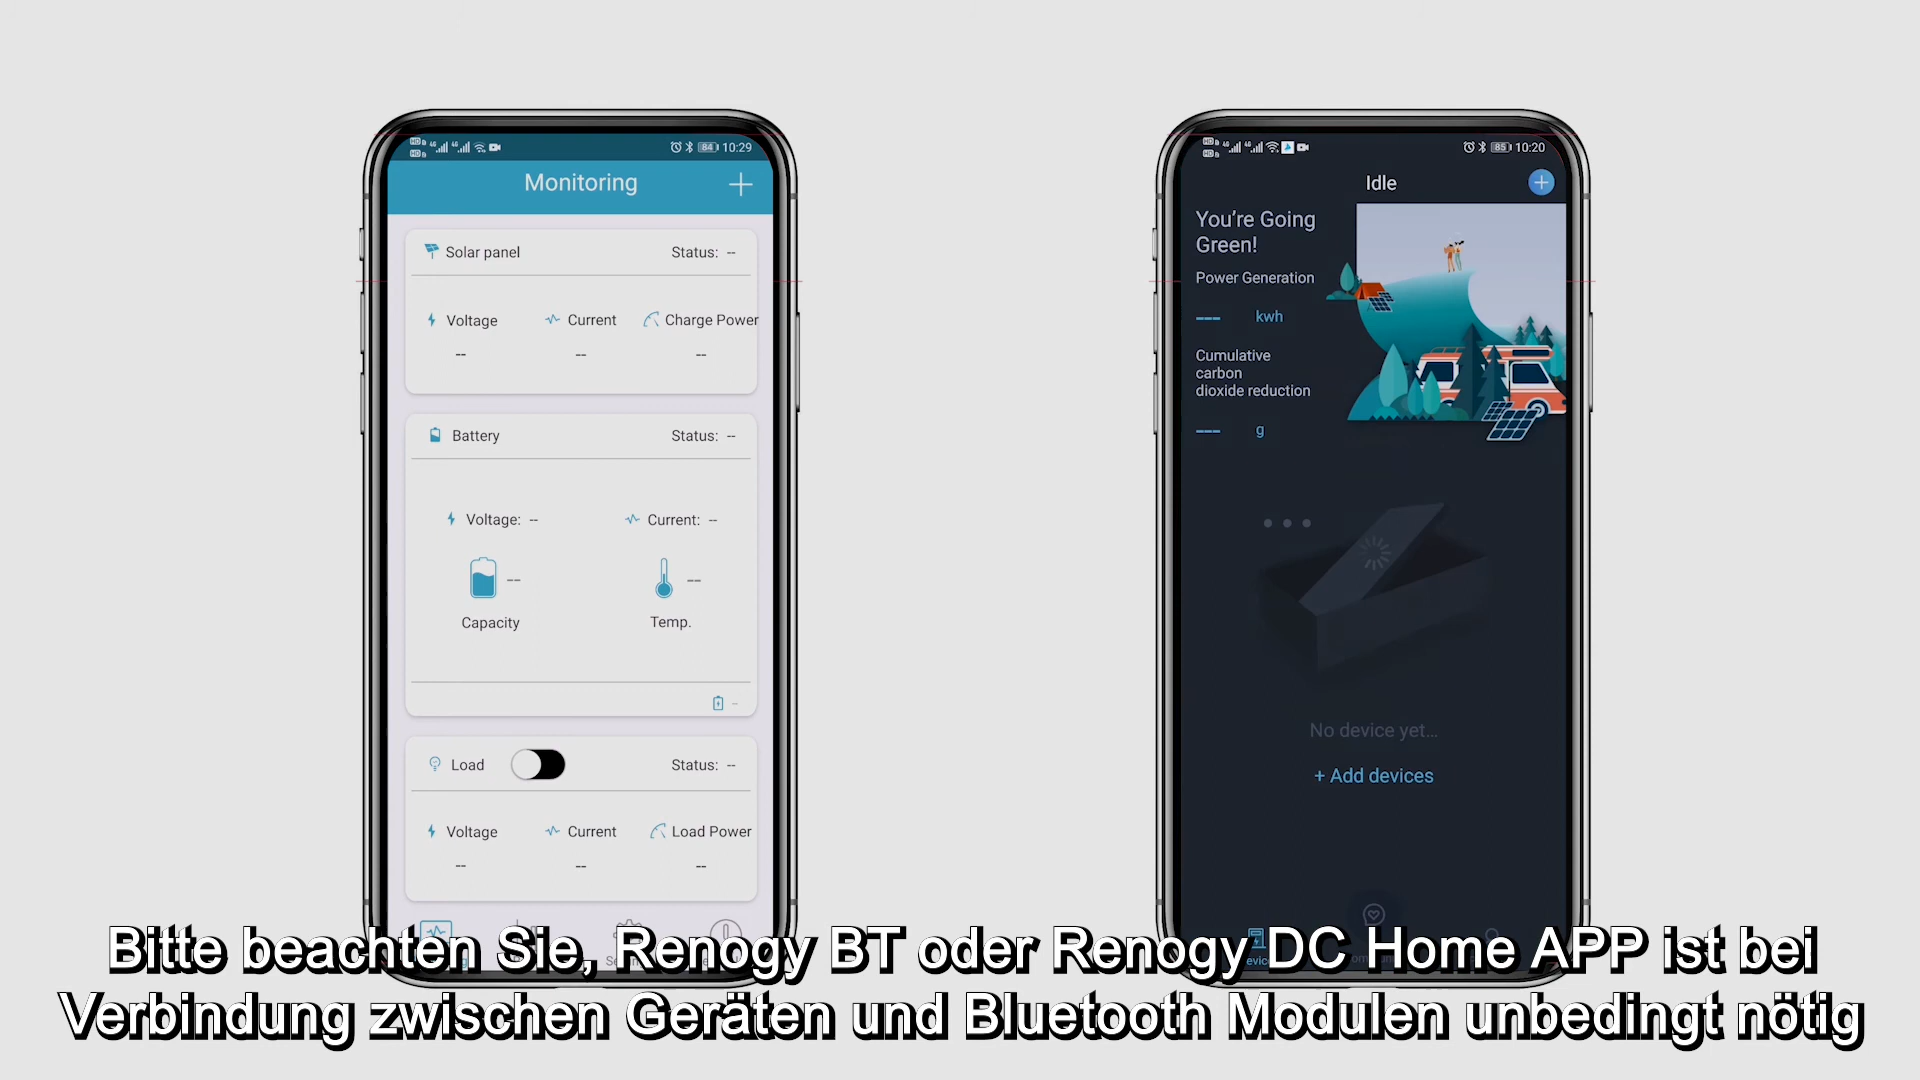 84 10:29
Monitoring
Solar panel Status: --
Voltage Current Charge Power
-- -- --
Battery Status: --
Voltage: -- Current: --
-- --
Capacity Temp.
--
Load Status: --
Voltage Current Load Power
-- -- --
85 10:20
Idle
You're Going
Green!
Power Generation
--- kwh
Cumulative
carbon
dioxide reduction
--- g
No device yet...
+ Add devices
Bitte beachten Sie, Renogy BT oder Renogy DC Home APP ist bei
Verbindung zwischen Geräten und Bluetooth Modulen unbedingt nötig